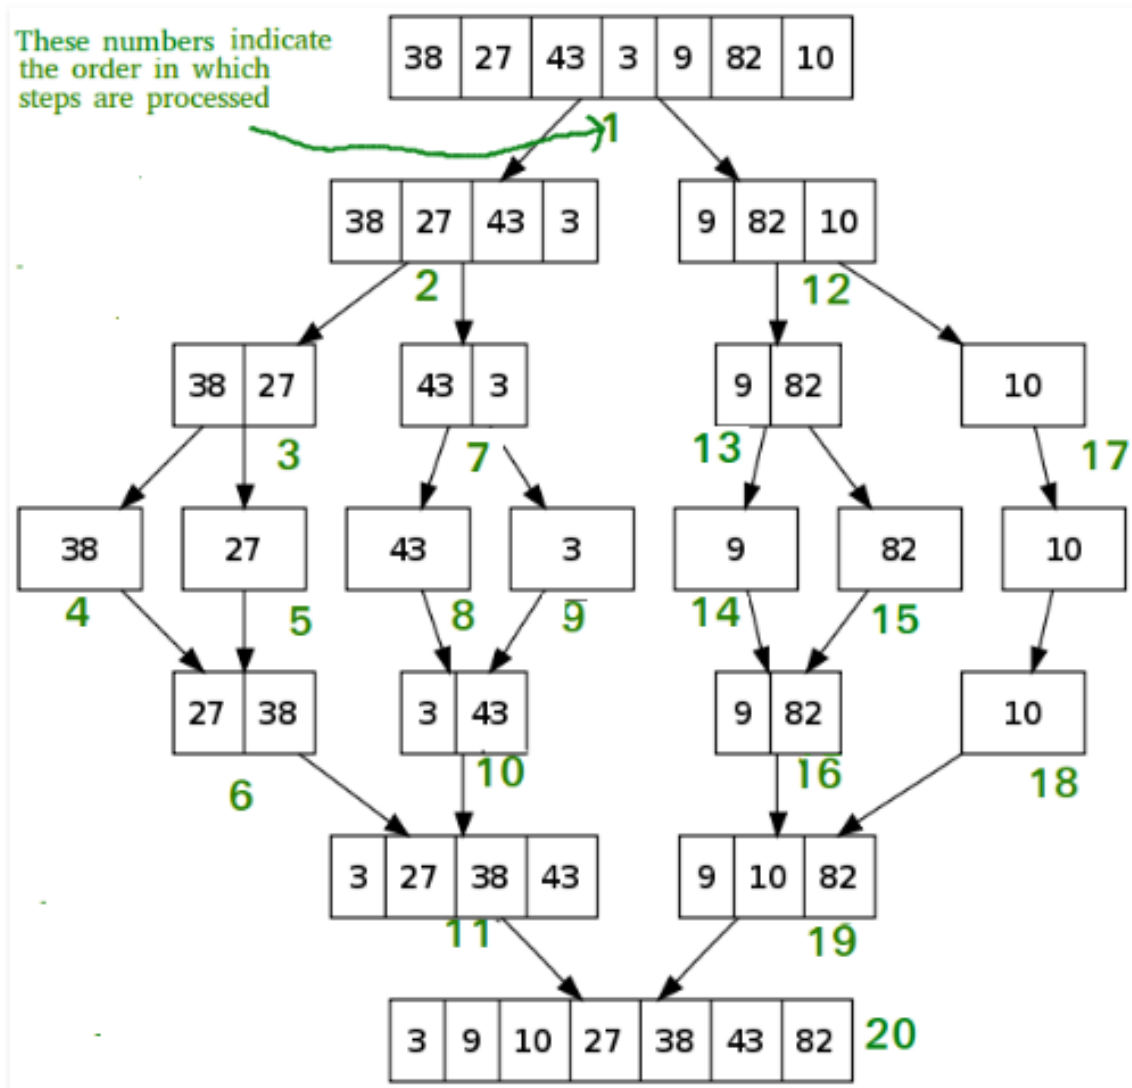 These numbers indicate
the order in which
steps are processed
38 27 43 3 9 82 10
1
38 27 43 3 9 82 10
2 12
38 27 43 3 9 82 10
3 7 13 17
38 27 43 3 9 82 10
4 5 8 9 14 15
27 38 3 43 9 82 10
6 10 16 18
3 27 38 43 9 10 82
11 19
3 9 10 27 38 43 82 20